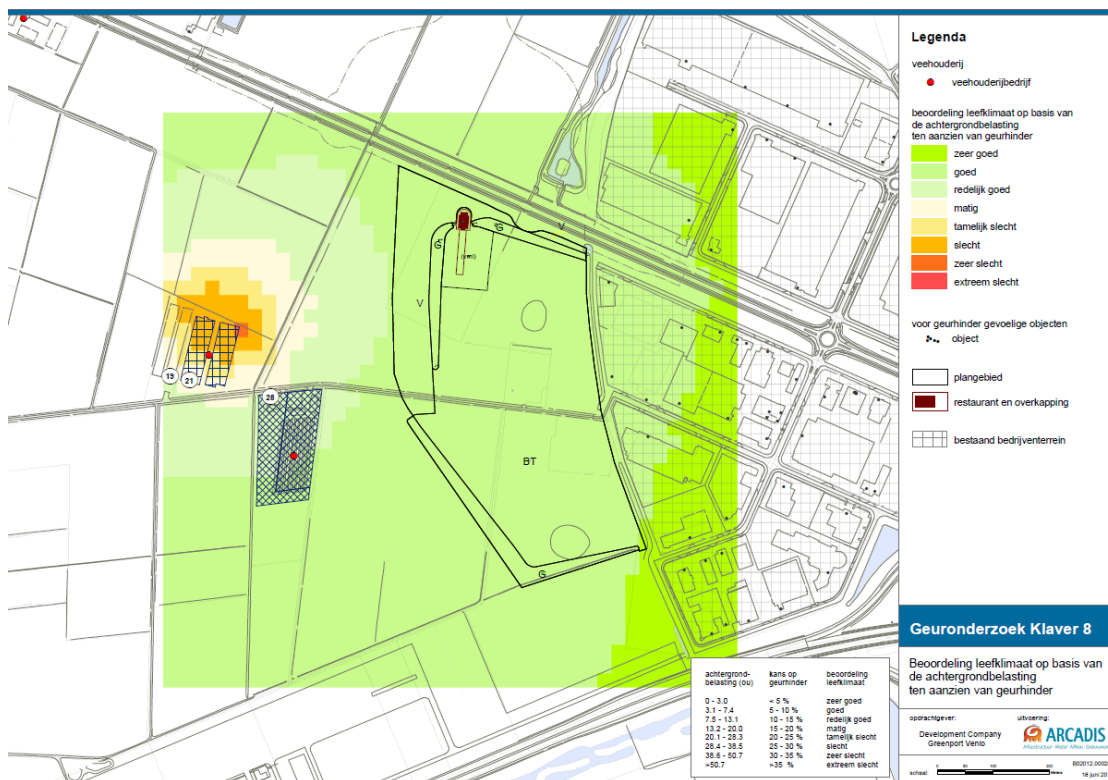 Legenda
veehouderij
veehouderijbedrijf
beoordeling leefklimaat op basis van
de achtergrondbelasting
ten aanzien van geurhinder
zeer goed
goed
redelijk goed
matig
tamelijk slecht
slecht
zeer slecht
extreem slecht
voor geurhinder gevoelige objecten
object
plangebied
restaurant en overkapping
bestaand bedrijventerrein
G
G
V
V
19
21
28
BT
G
Geuronderzoek Klaver 8
Beoordeling leefklimaat op basis van
de achtergrondbelasting
ten aanzien van geurhinder
opdrachtgever:
Development Company
Greenport Venlo
uitvoering:
ARCADIS
schaal:
achtergrond- kans op beoordeling
belasting (ou) geurhinder leefklimaat
0 - 3.0 < 5 % zeer goed
3.1 - 7.4 5 - 10 % goed
7.5 - 13.1 10 - 15 % redelijk goed
13.2 - 20.0 15 - 20 % matig
20.1 - 28.3 20 - 25 % tamelijk slecht
28.4 - 38.5 25 - 30 % slecht
38.6 - 50.7 30 - 35 % zeer slecht
>50.7 >35 % extreem slecht